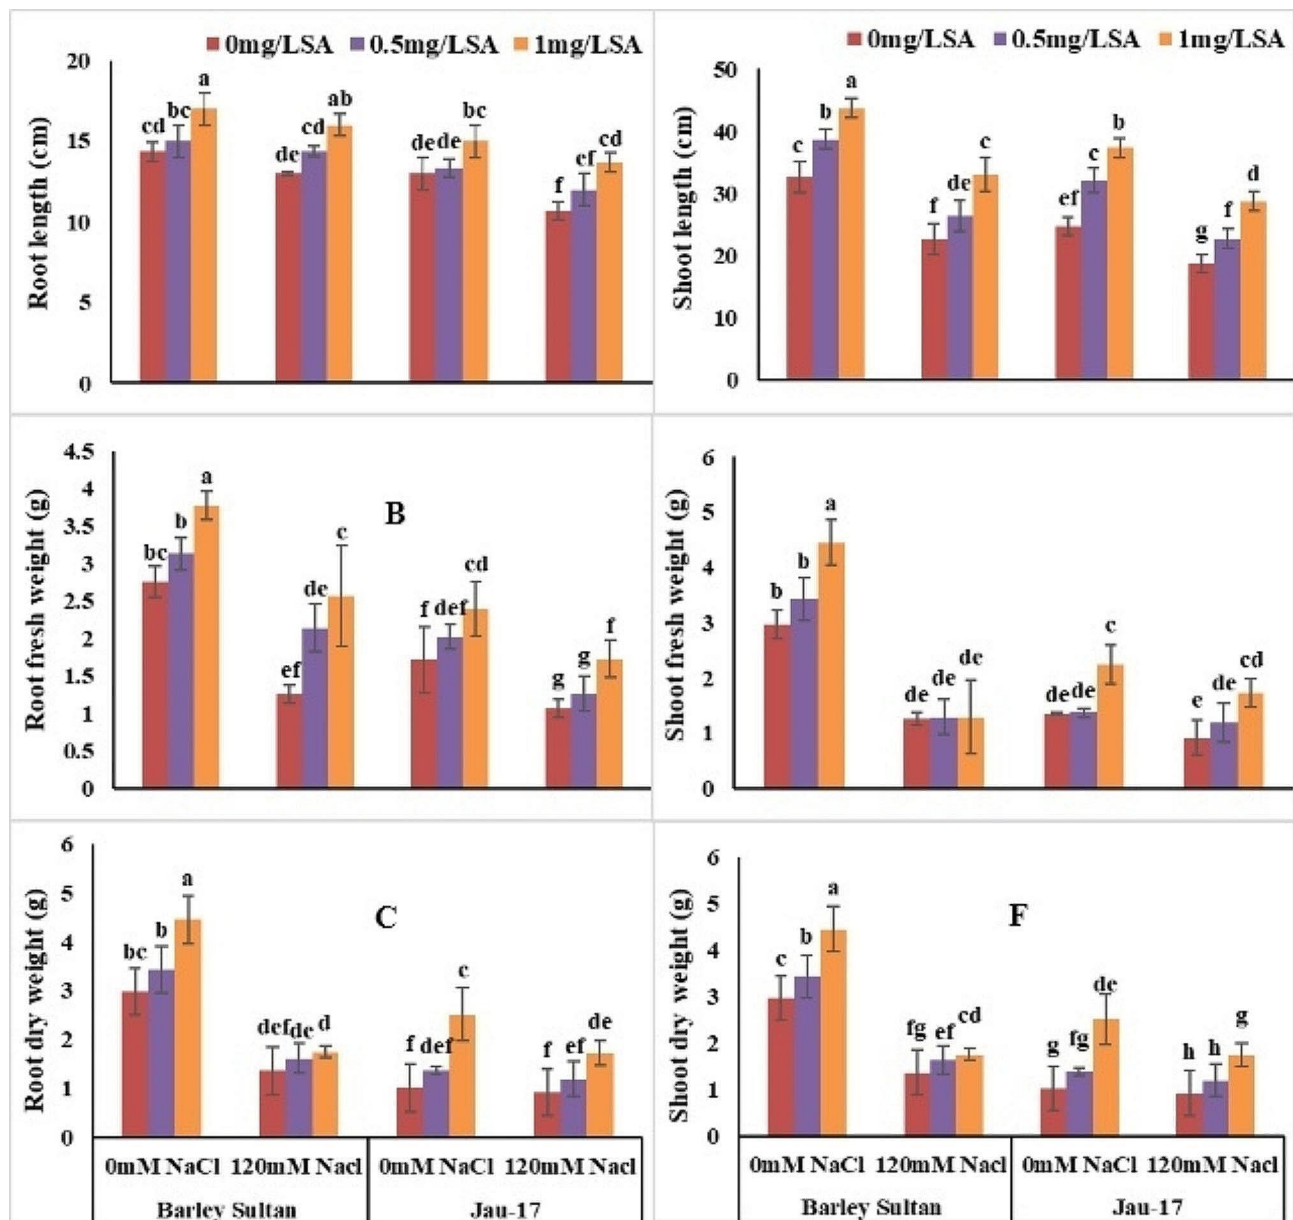 0mg/LSA 0.5mg/LSA 1mg/LSA
Root length (cm)
20
15
10
5
0
cd bc a
de cd ab
de de bc
f ef cd
0mg/LSA 0.5mg/LSA 1mg/LSA
Shoot length (cm)
50
40
30
20
10
0
c b a
f de c
ef c b
g f d
Root fresh weight (g)
4.5
4
3.5
3
2.5
2
1.5
1
0.5
0
B
bc b a
ef de c
f def cd
g g f
Shoot fresh weight (g)
6
5
4
3
2
1
0
b b a
de de de
de de c
e de cd
Root dry weight (g)
6
5
4
3
2
1
0
C
bc b a
def de d
f def c
f ef de
0mM NaCl 120mM Nacl 0mM NaCl 120mM Nacl
Barley Sultan Jau-17
Shoot dry weight (g)
6
5
4
3
2
1
0
F
c b a
fg ef cd
g fg de
h h g
0mM NaCl 120mM NaCl 0mM NaCl 120mM NaCl
Barley Sultan Jau-17